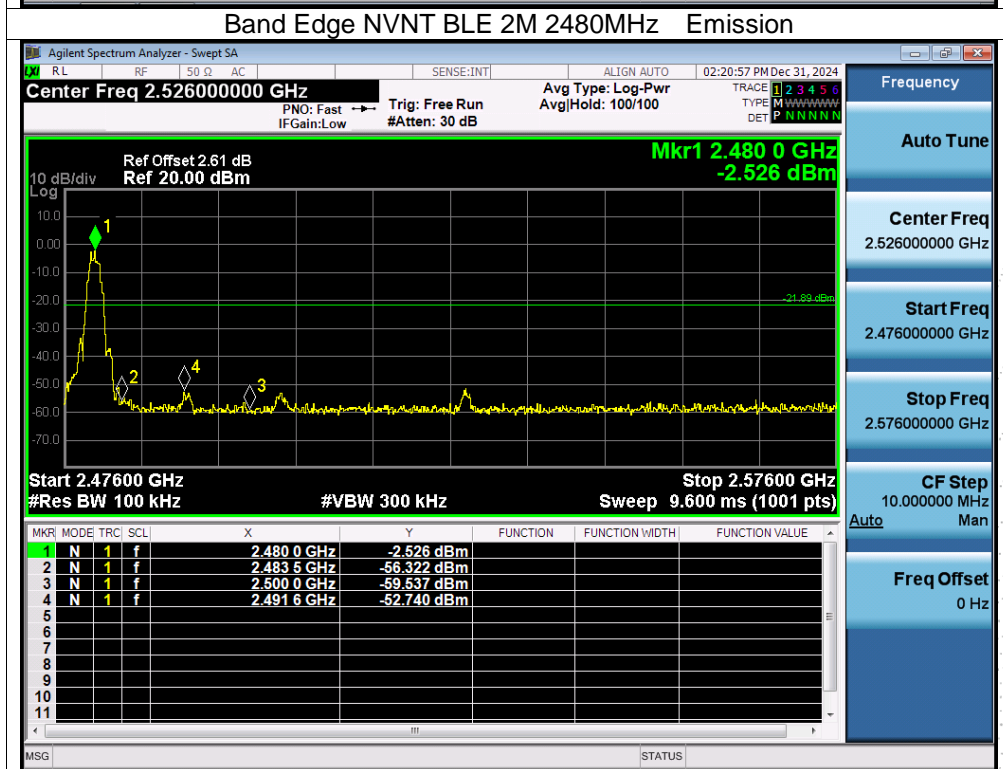 Band Edge NVNT BLE 2M 2480MHz Emission
Agilent Spectrum Analyzer - Swept SA
LXI RL RF 50 Ω AC SENSE:INT ALIGN AUTO 02:20:57 PM Dec 31, 2024
Center Freq 2.526000000 GHz
PNO: Fast
IFGain:Low
Trig: Free Run
#Atten: 30 dB
Avg Type: Log-Pwr
Avg|Hold: 100/100
TRACE 1 2 3 4 5 6
TYPE M WWWWW
DET P N N N N N
Ref Offset 2.61 dB
10 dB/div Ref 20.00 dBm
Log
Mkr1 2.480 0 GHz
-2.526 dBm
10.0
0.00
-10.0
-20.0
-30.0
-40.0
-50.0
-60.0
-70.0
1
2
4
3
-21.89 dBm
Start 2.47600 GHz Stop 2.57600 GHz
#Res BW 100 kHz #VBW 300 kHz Sweep 9.600 ms (1001 pts)
MKR MODE TRC SCL X Y FUNCTION FUNCTION WIDTH FUNCTION VALUE
1 N 1 f 2.480 0 GHz -2.526 dBm
2 N 1 f 2.483 5 GHz -56.322 dBm
3 N 1 f 2.500 0 GHz -59.537 dBm
4 N 1 f 2.491 6 GHz -52.740 dBm
5
6
7
8
9
10
11
MSG STATUS
Frequency
Auto Tune
Center Freq
2.526000000 GHz
Start Freq
2.476000000 GHz
Stop Freq
2.576000000 GHz
CF Step
10.000000 MHz
Auto Man
Freq Offset
0 Hz